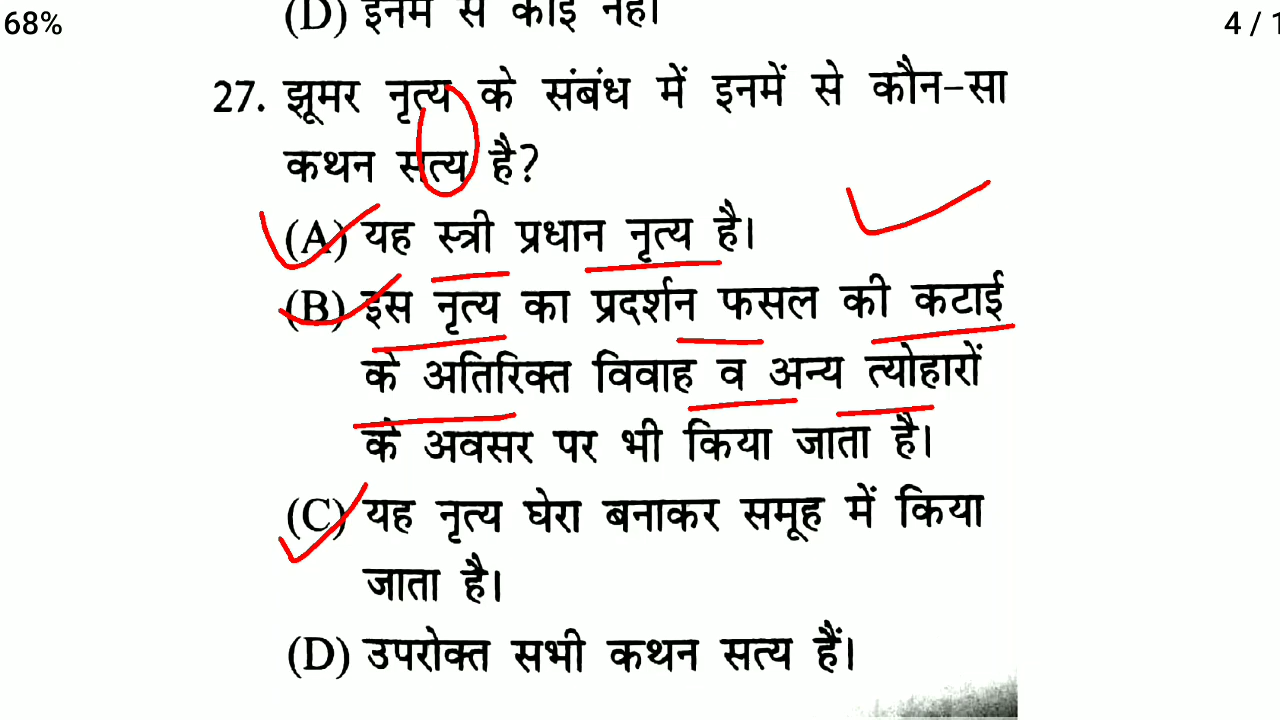 68%
4 / 1
(D) इनमें से कोई नहीं।
27. झूमर नृत्य के संबंध में इनमें से कौन-सा
कथन सत्य है?
(A) यह स्त्री प्रधान नृत्य है।
(B) इस नृत्य का प्रदर्शन फसल की कटाई
के अतिरिक्त विवाह व अन्य त्योहारों
के अवसर पर भी किया जाता है।
(C) यह नृत्य घेरा बनाकर समूह में किया
जाता है।
(D) उपरोक्त सभी कथन सत्य हैं।